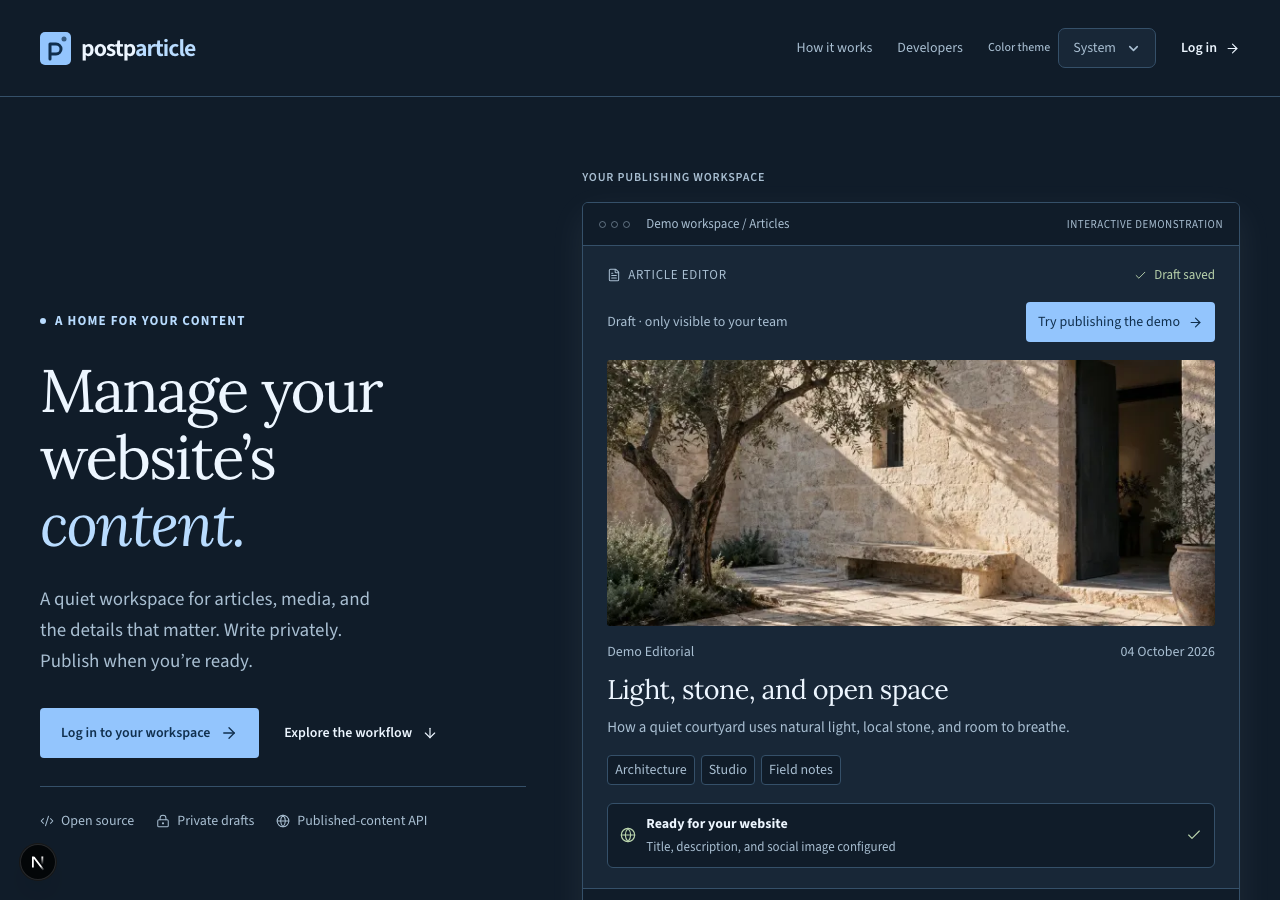 postparticle
How it works
Developers
Color theme
System
Log in
A HOME FOR YOUR CONTENT
Manage your
website’s
content.
A quiet workspace for articles, media, and
the details that matter. Write privately.
Publish when you’re ready.
Log in to your workspace
Explore the workflow
Open source
Private drafts
Published-content API
N
YOUR PUBLISHING WORKSPACE
Demo workspace / Articles
INTERACTIVE DEMONSTRATION
ARTICLE EDITOR
Draft saved
Draft · only visible to your team
Try publishing the demo
Demo Editorial
04 October 2026
Light, stone, and open space
How a quiet courtyard uses natural light, local stone, and room to breathe.
Architecture
Studio
Field notes
Ready for your website
Title, description, and social image configured